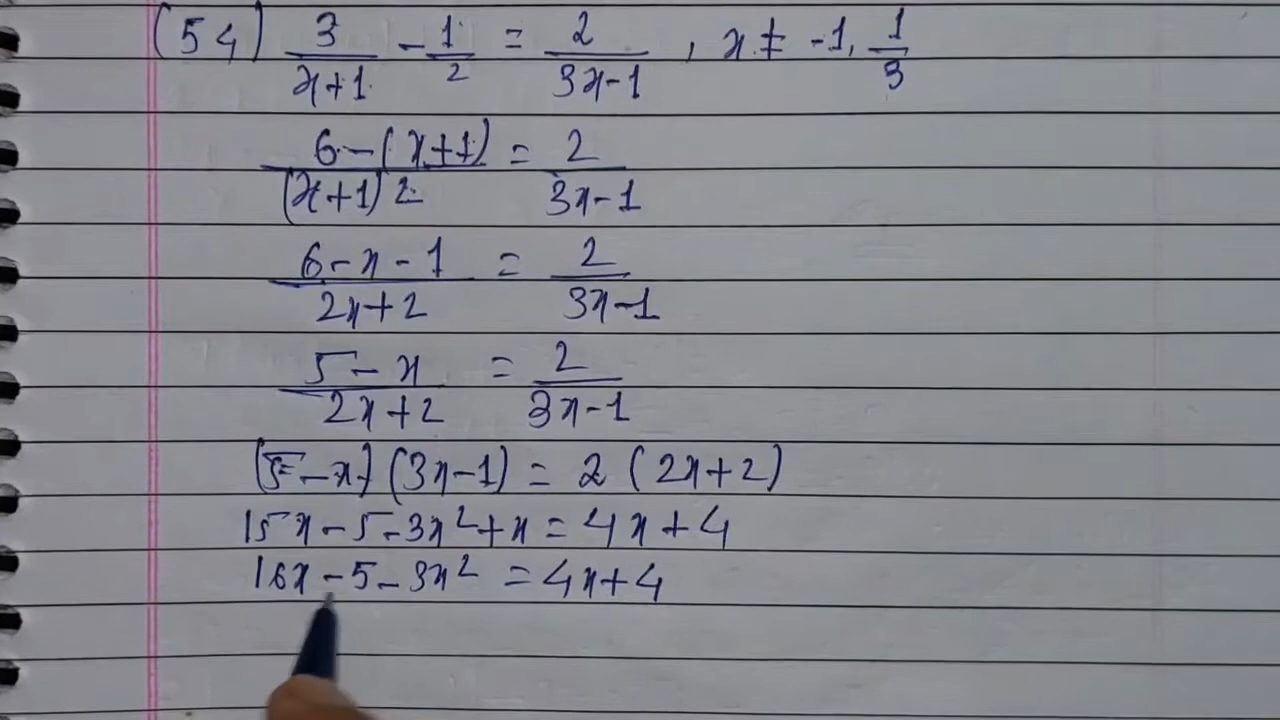 (54) 3/(x+1) - 1/2 = 2/(3x-1) , x ≠ -1, 1/3
(6-(x+1))/((x+1)2) = 2/(3x-1)
(6-x-1)/(2x+2) = 2/(3x-1)
(5-x)/(2x+2) = 2/(3x-1)
(5-x)(3x-1) = 2(2x+2)
15x-5-3x²+x = 4x+4
16x-5-3x² = 4x+4